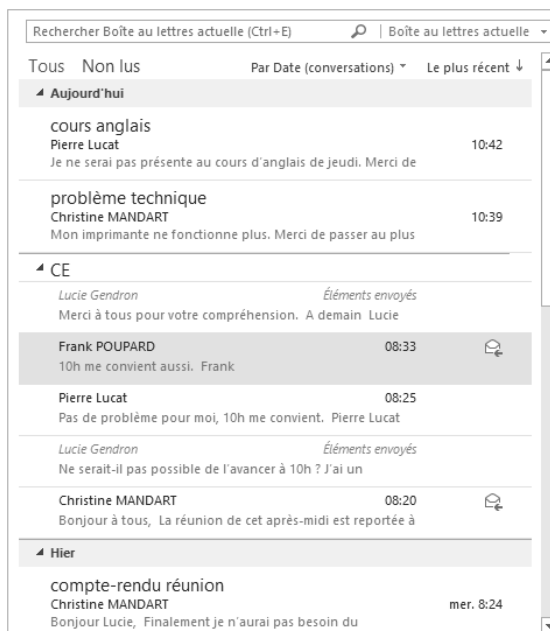 Rechercher Boîte au lettres actuelle (Ctrl+E) Boîte au lettres actuelle
Tous Non lus Par Date (conversations) Le plus récent ↓
Aujourd'hui
cours anglais
Pierre Lucat 10:42
Je ne serai pas présente au cours d'anglais de jeudi. Merci de
problème technique
Christine MANDART 10:39
Mon imprimante ne fonctionne plus. Merci de passer au plus
CE
Lucie Gendron Éléments envoyés
Merci à tous pour votre compréhension. A demain Lucie
Frank POUPARD 08:33
10h me convient aussi. Frank
Pierre Lucat 08:25
Pas de problème pour moi, 10h me convient. Pierre Lucat
Lucie Gendron Éléments envoyés
Ne serait-il pas possible de l'avancer à 10h ? J'ai un
Christine MANDART 08:20
Bonjour à tous, La réunion de cet après-midi est reportée à
Hier
compte-rendu réunion
Christine MANDART mer. 8:24
Bonjour Lucie, Finalement je n'aurai pas besoin du